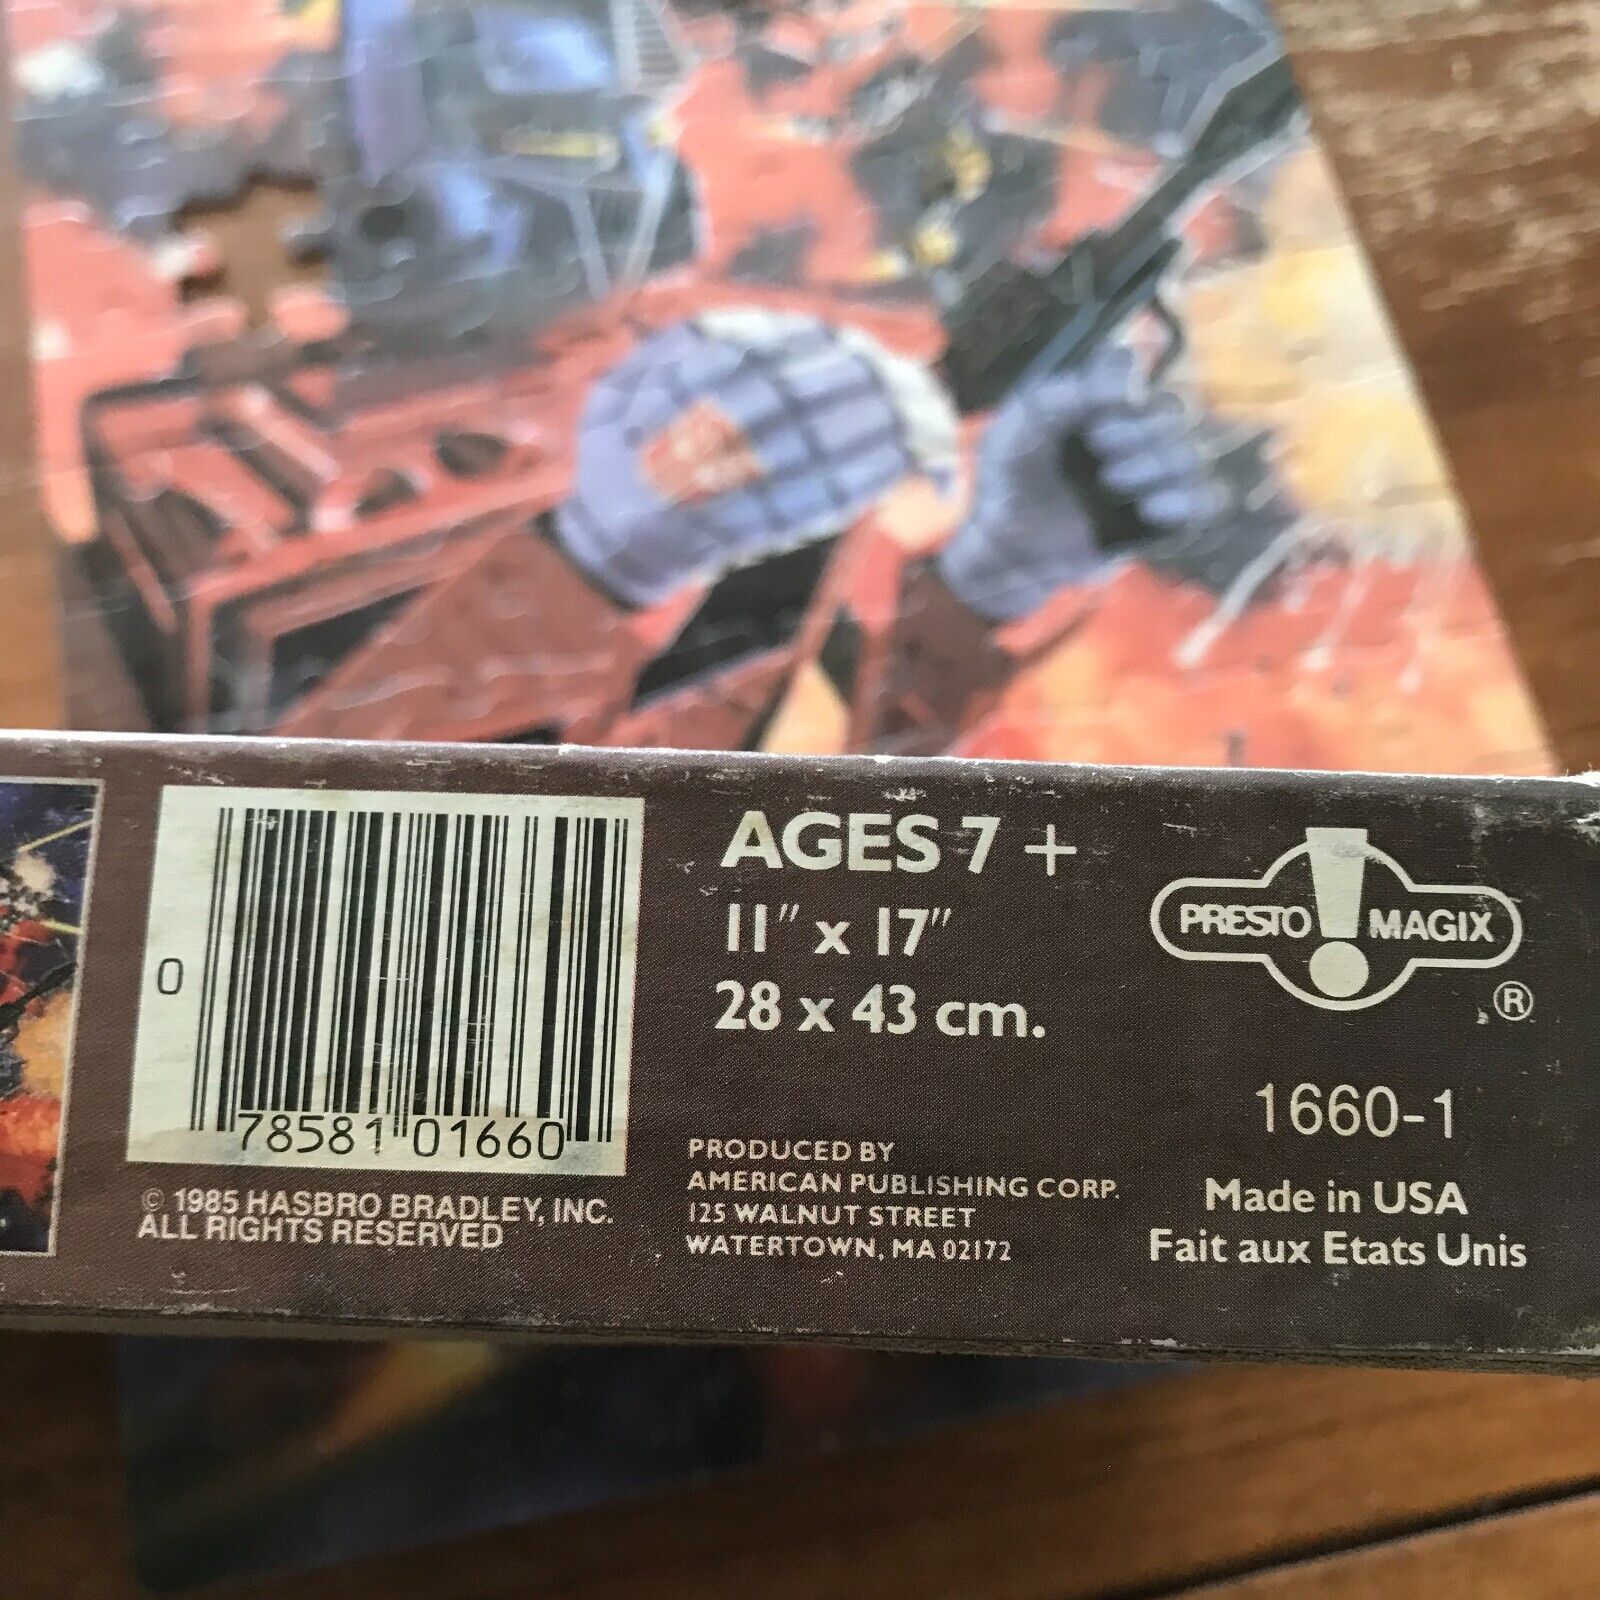 0
78581 01660
© 1985 HASBRO BRADLEY, INC.
ALL RIGHTS RESERVED
AGES 7 +
11" x 17"
28 x 43 cm.
PRODUCED BY
AMERICAN PUBLISHING CORP.
125 WALNUT STREET
WATERTOWN, MA 02172
PRESTO MAGIX
®
1660-1
Made in USA
Fait aux Etats Unis